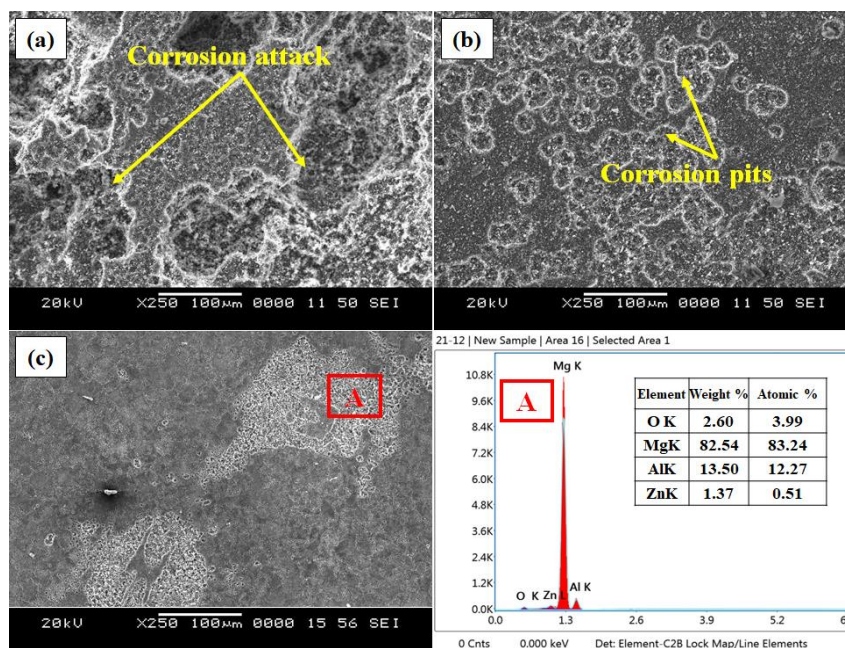 (a)
Corrosion attack
20kV X250 100µm 0000 11 50 SEI
(b)
Corrosion pits
20kV X250 100µm 0000 11 50 SEI
(c)
A
20kV X250 100µm 0000 15 56 SEI
21-12 | New Sample | Area 16 | Selected Area 1
Mg K
10.8K
9.6K
8.4K
7.2K
6.0K
4.8K
3.6K
2.4K
1.2K
0.0K
A
Element Weight % Atomic %
O K 2.60 3.99
MgK 82.54 83.24
AlK 13.50 12.27
ZnK 1.37 0.51
O K Zn L Al K
0.0 1.3 2.6 3.9 5.2 6
0 Cnts 0.000 keV Det: Element-C2B Lock Map/Line Elements